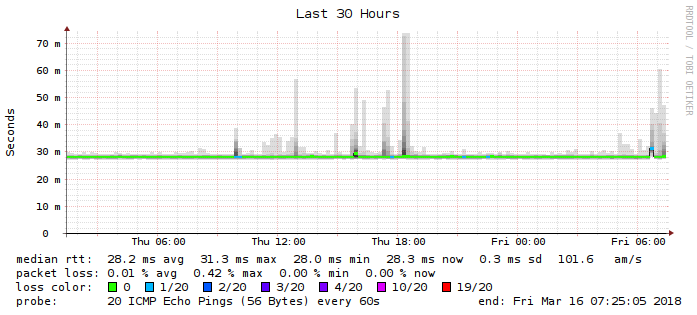 Last 30 Hours
RRDTOOL / TOBI OETIKER
Seconds
70 m
60 m
50 m
40 m
30 m
20 m
10 m
0
Thu 06:00 Thu 12:00 Thu 18:00 Fri 00:00 Fri 06:00
median rtt: 28.2 ms avg 31.3 ms max 28.0 ms min 28.3 ms now 0.3 ms sd 101.6 am/s
packet loss: 0.01 % avg 0.42 % max 0.00 % min 0.00 % now
loss color: 0 1/20 2/20 3/20 4/20 10/20 19/20
probe: 20 ICMP Echo Pings (56 Bytes) every 60s end: Fri Mar 16 07:25:05 2018